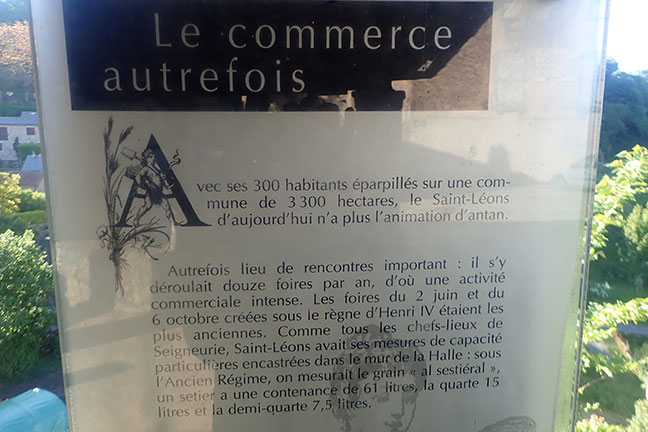 Le commerce
autrefois
Avec ses 300 habitants éparpillés sur une com-
mune de 3 300 hectares, le Saint-Léons
d'aujourd'hui n'a plus l'animation d'antan.
Autrefois lieu de rencontres important : il s'y
déroulait douze foires par an, d'où une activité
commerciale intense. Les foires du 2 juin et du
6 octobre créées sous le règne d'Henri IV étaient les
plus anciennes. Comme tous les chefs-lieux de
Seigneurie, Saint-Léons avait ses mesures de capacité
particulières encastrées dans le mur de la Halle : sous
l'Ancien Régime, on mesurait le grain « al sestiéral »,
un setier a une contenance de 61 litres, la quarte 15
litres et la demi-quarte 7,5 litres.